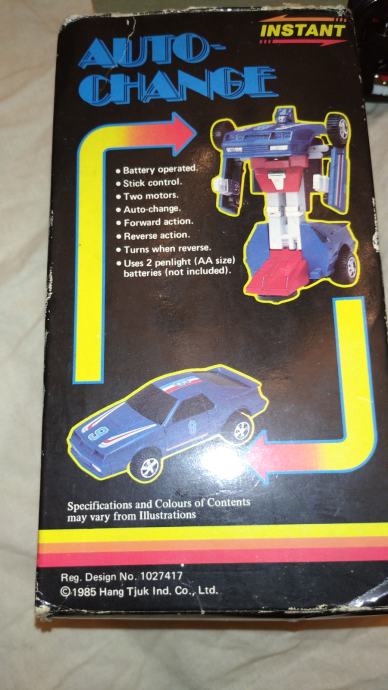 INSTANT
AUTO-
CHANGE
• Battery operated.
• Stick control.
• Two motors.
• Auto-change.
• Forward action.
• Reverse action.
• Turns when reverse.
• Uses 2 penlight (AA size)
batteries (not included).
9
9
Specifications and Colours of Contents
may vary from Illustrations
Reg. Design No. 1027417
©1985 Hang Tjuk Ind. Co., Ltd.